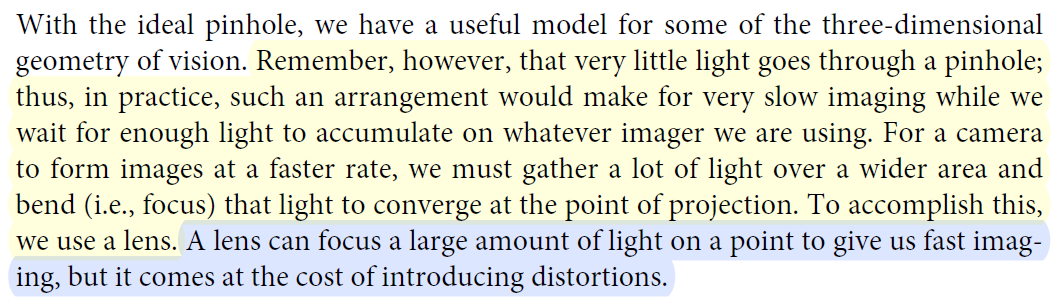 With the ideal pinhole, we have a useful model for some of the three-dimensional
geometry of vision. Remember, however, that very little light goes through a pinhole;
thus, in practice, such an arrangement would make for very slow imaging while we
wait for enough light to accumulate on whatever imager we are using. For a camera
to form images at a faster rate, we must gather a lot of light over a wider area and
bend (i.e., focus) that light to converge at the point of projection. To accomplish this,
we use a lens. A lens can focus a large amount of light on a point to give us fast imag-
ing, but it comes at the cost of introducing distortions.